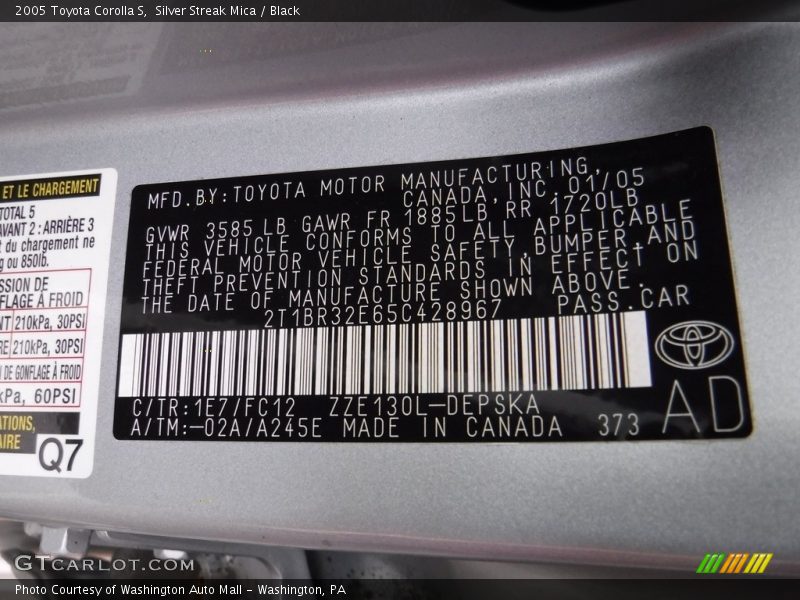 2005 Toyota Corolla S, Silver Streak Mica / Black
ET LE CHARGEMENT
TOTAL 5
AVANT 2 : ARRIÈRE 3
du chargement ne
ou 850lb.
SSION DE
FLAGE À FROID
210kPa, 30PSI
210kPa, 30PSI
DE GONFLAGE À FROID
kPa, 60PSI
ATIONS,
AIRE
Q7
MFD.BY:TOYOTA MOTOR MANUFACTURING,
CANADA,INC.01/05
GVWR 3585 LB GAWR FR 1885LB RR 1720LB
THIS VEHICLE CONFORMS TO ALL APPLICABLE
FEDERAL MOTOR VEHICLE SAFETY,BUMPER,AND
THEFT PREVENTION STANDARDS IN EFFECT ON
THE DATE OF MANUFACTURE SHOWN ABOVE.
2T1BR32E65C428967 PASS.CAR
C/TR:1E7/FC12 ZZE130L-DEPSKA
A/TM:-02A/A245E MADE IN CANADA 373
AD
GTCARLOT.COM
Photo Courtesy of Washington Auto Mall - Washington, PA